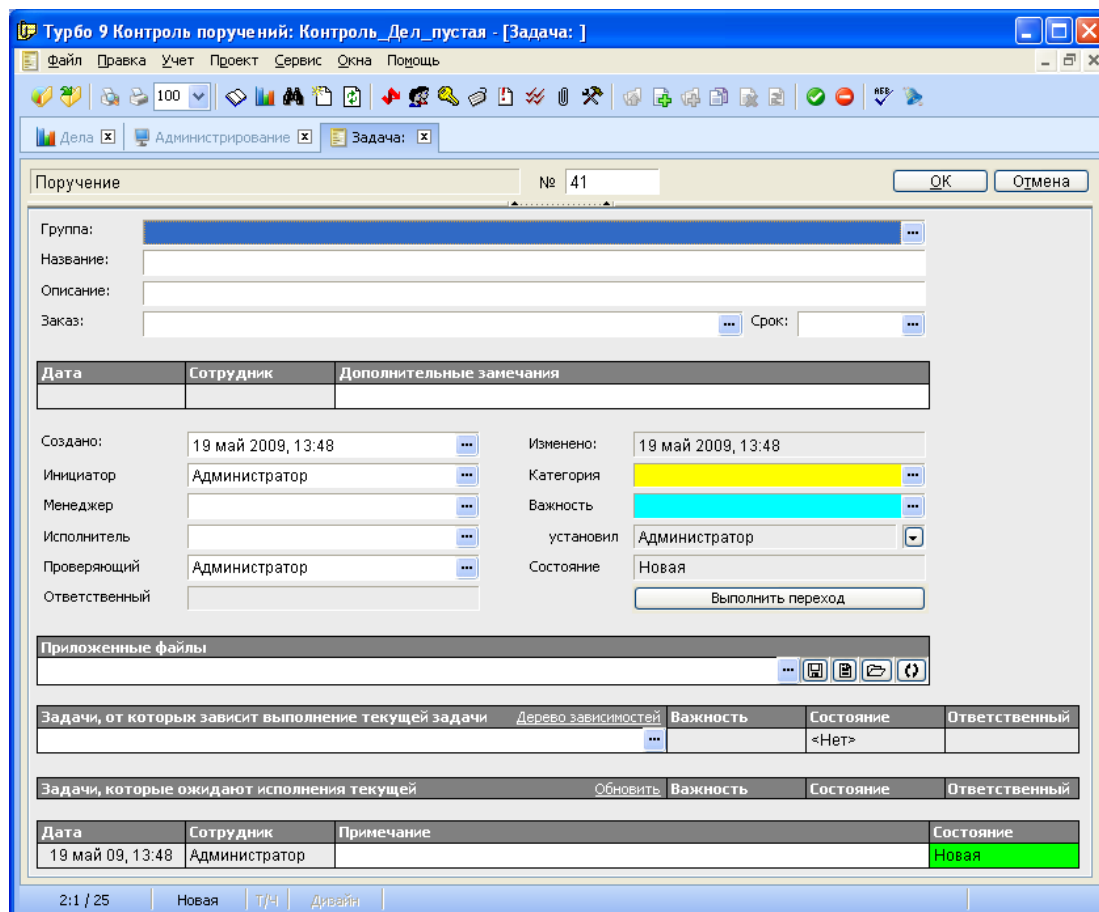 Турбо 9 Контроль поручений: Контроль_Дел_пустая - [Задача: ]
Файл Правка Учет Проект Сервис Окна Помощь
100
Дела Администрирование Задача:
Поручение № 41 ОК Отмена
Группа:
Название:
Описание:
Заказ: Срок:
Дата Сотрудник Дополнительные замечания
Создано: 19 май 2009, 13:48 Изменено: 19 май 2009, 13:48
Инициатор Администратор Категория
Менеджер Важность
Исполнитель установил Администратор
Проверяющий Администратор Состояние Новая
Ответственный Выполнить переход
Приложенные файлы
Задачи, от которых зависит выполнение текущей задачи Дерево зависимостей Важность Состояние Ответственный
<Нет>
Задачи, которые ожидают исполнения текущей Обновить Важность Состояние Ответственный
Дата Сотрудник Примечание Состояние
19 май 09, 13:48 Администратор Новая
2:1 / 25 Новая Т/Ч Дизайн